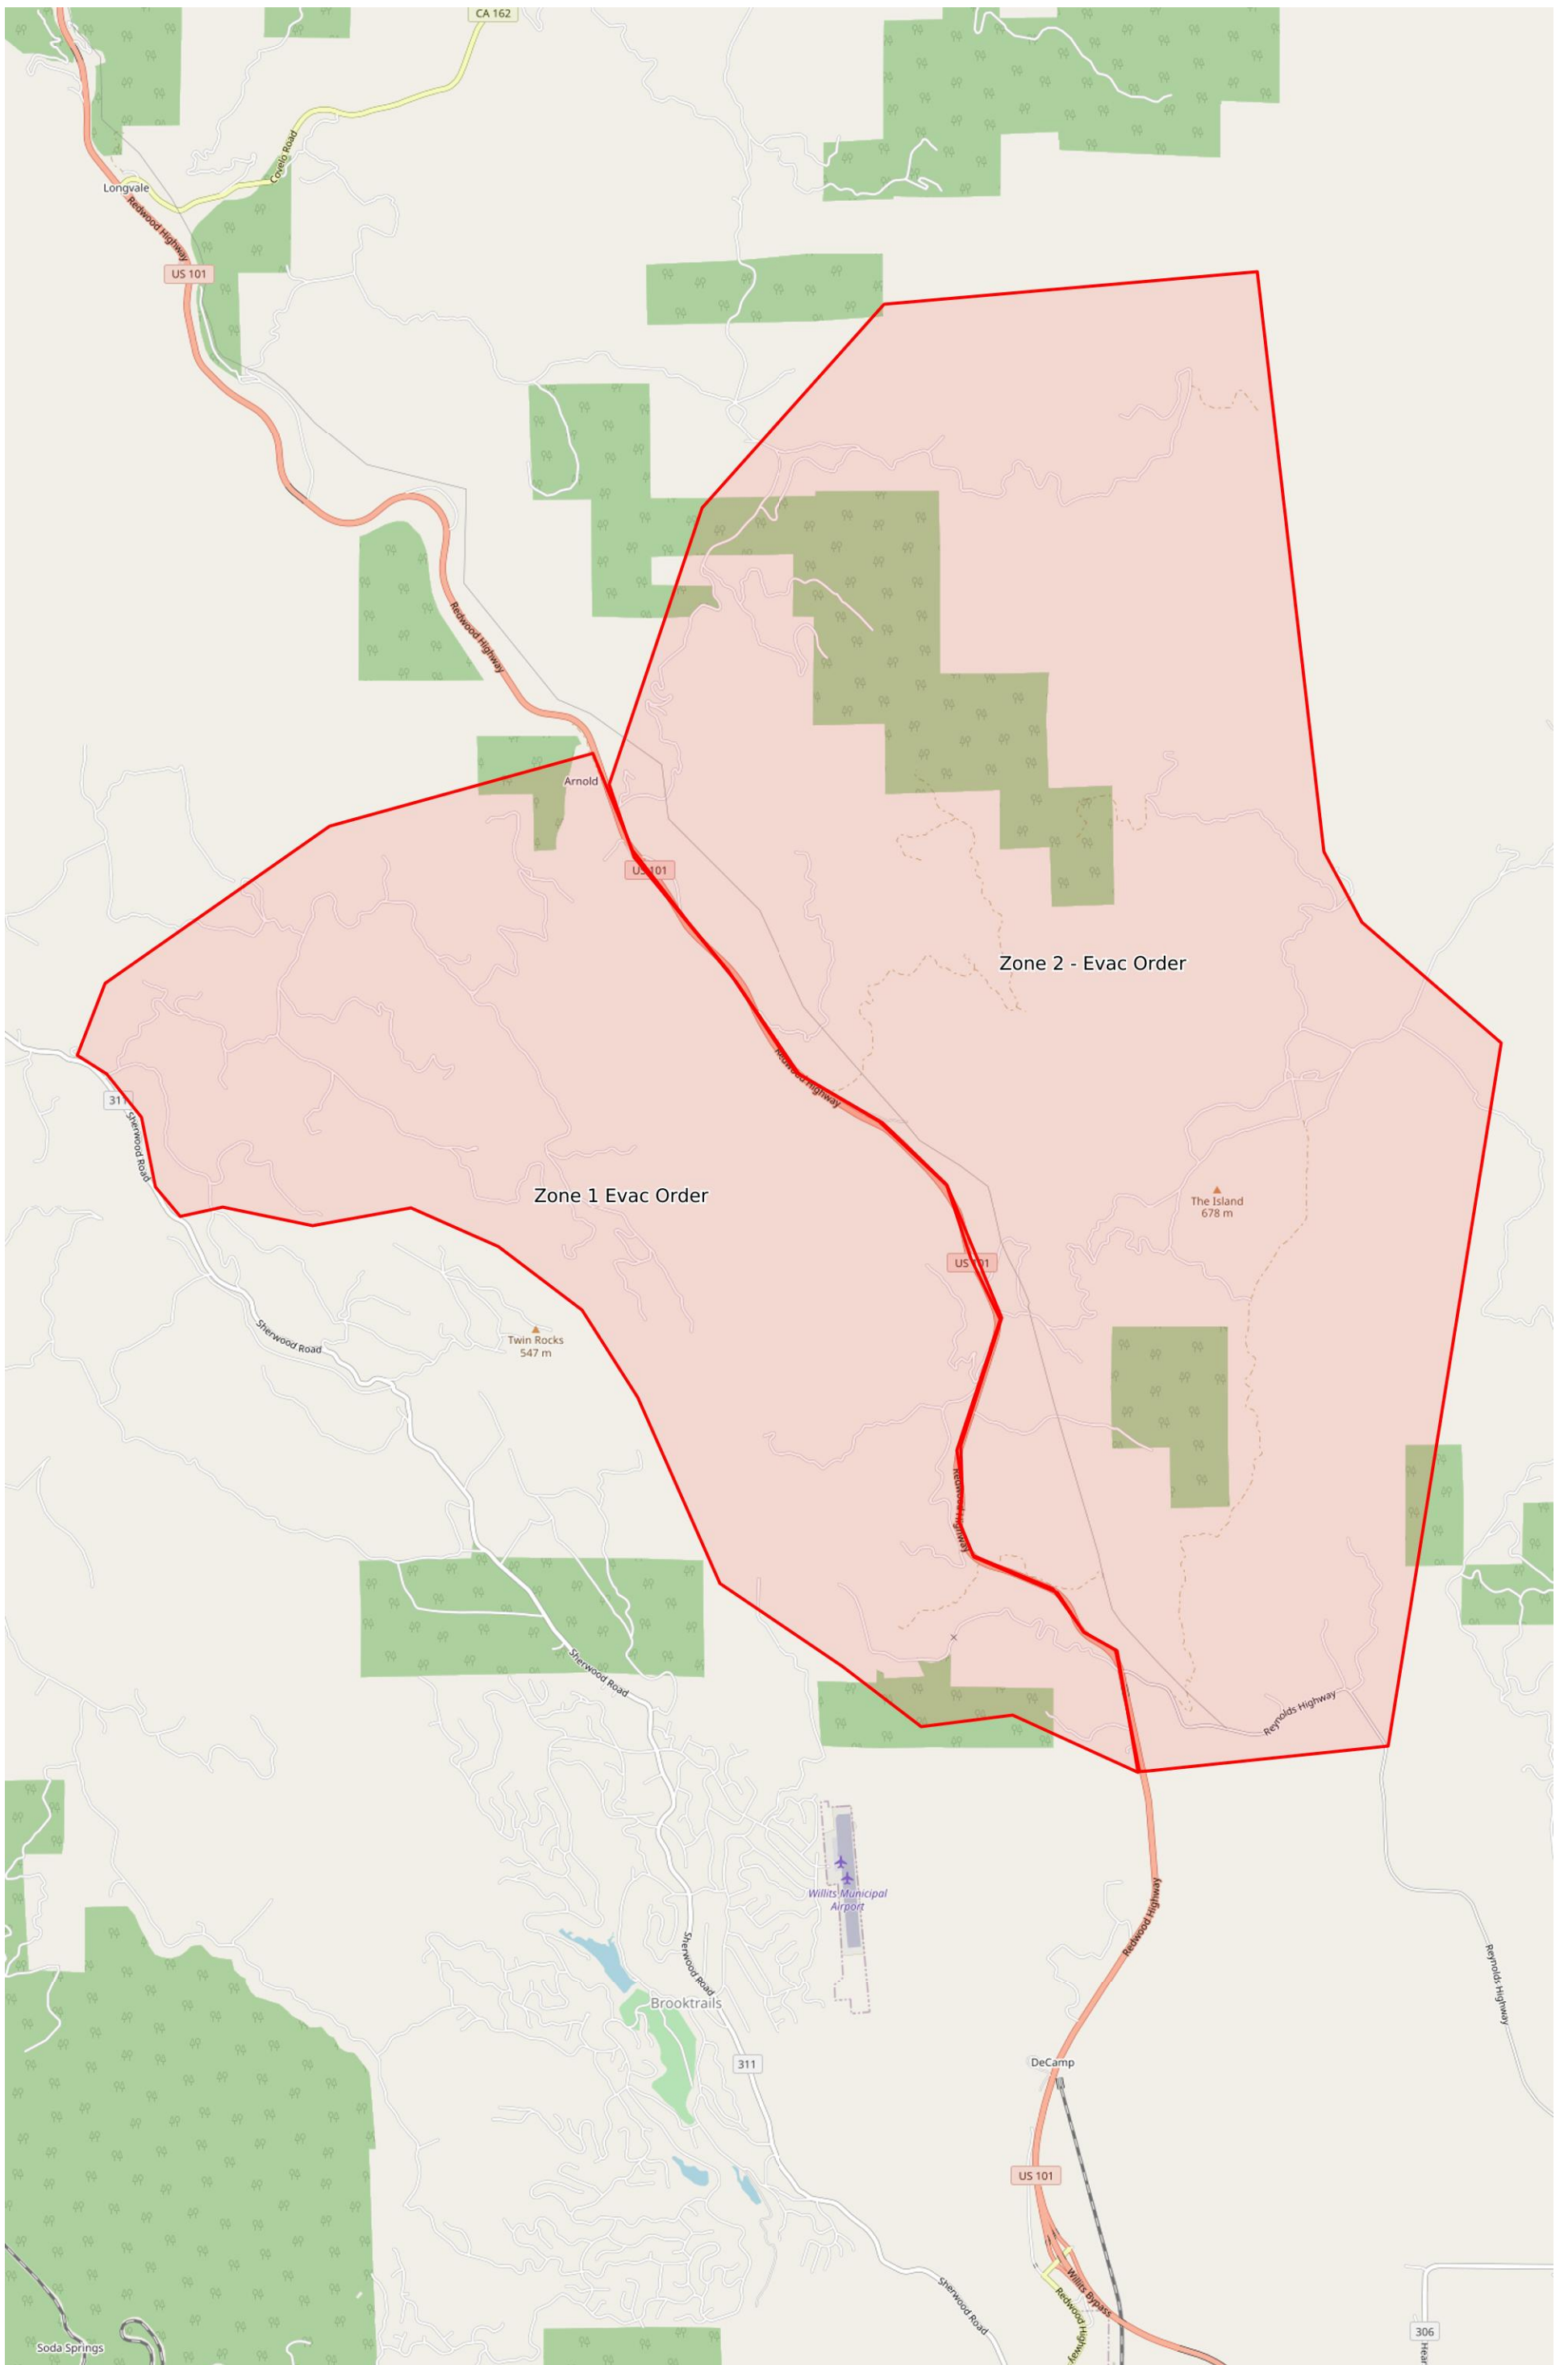 CA 162
Covelo Road
Longvale
Redwood Highway
US 101
Redwood Highway
Arnold
US 101
Zone 2 - Evac Order
Redwood Highway
311
Sherwood Road
Zone 1 Evac Order
The Island
678 m
US 101
Sherwood Road
Twin Rocks
547 m
Redwood Highway
Sherwood Road
Reynolds Highway
Willits Municipal
Airport
Redwood Highway
Sherwood Road
Reynolds Highway
Brooktrails
DeCamp
311
US 101
Willits Bypass
Sherwood Road
Redwood Highway
306
Soda Springs
Hear